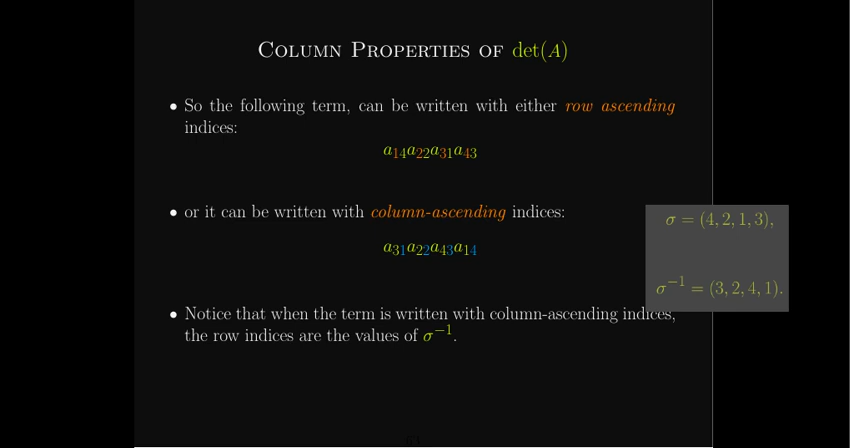 Column Properties of det(A)
• So the following term, can be written with either row ascending
indices:
a₁₄a₂₂a₃₁a₄₃
• or it can be written with column-ascending indices:
σ = (4, 2, 1, 3),
a₃₁a₂₂a₄₃a₁₄
σ⁻¹ = (3, 2, 4, 1).
• Notice that when the term is written with column-ascending indices,
the row indices are the values of σ⁻¹.